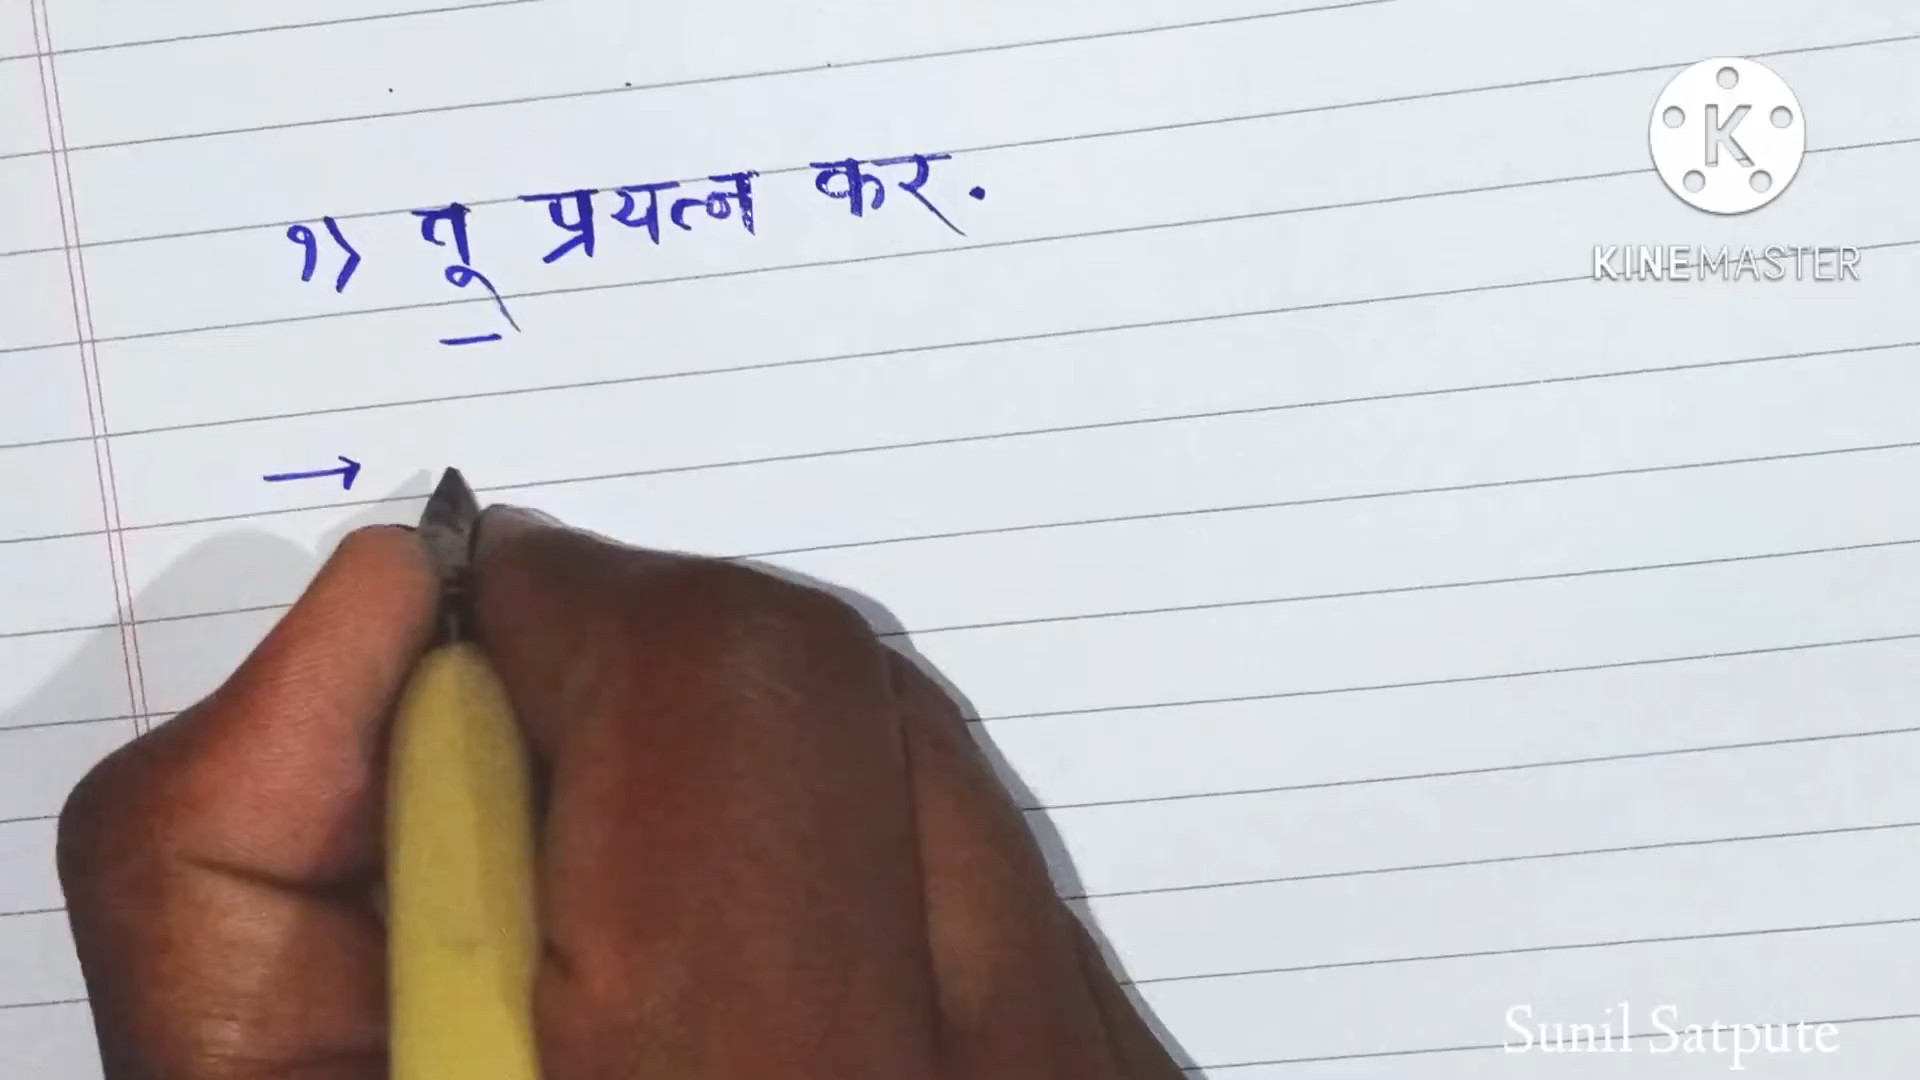 १) तू प्रयत्न कर.
→
K
KINEMASTER
Sunil Satpute